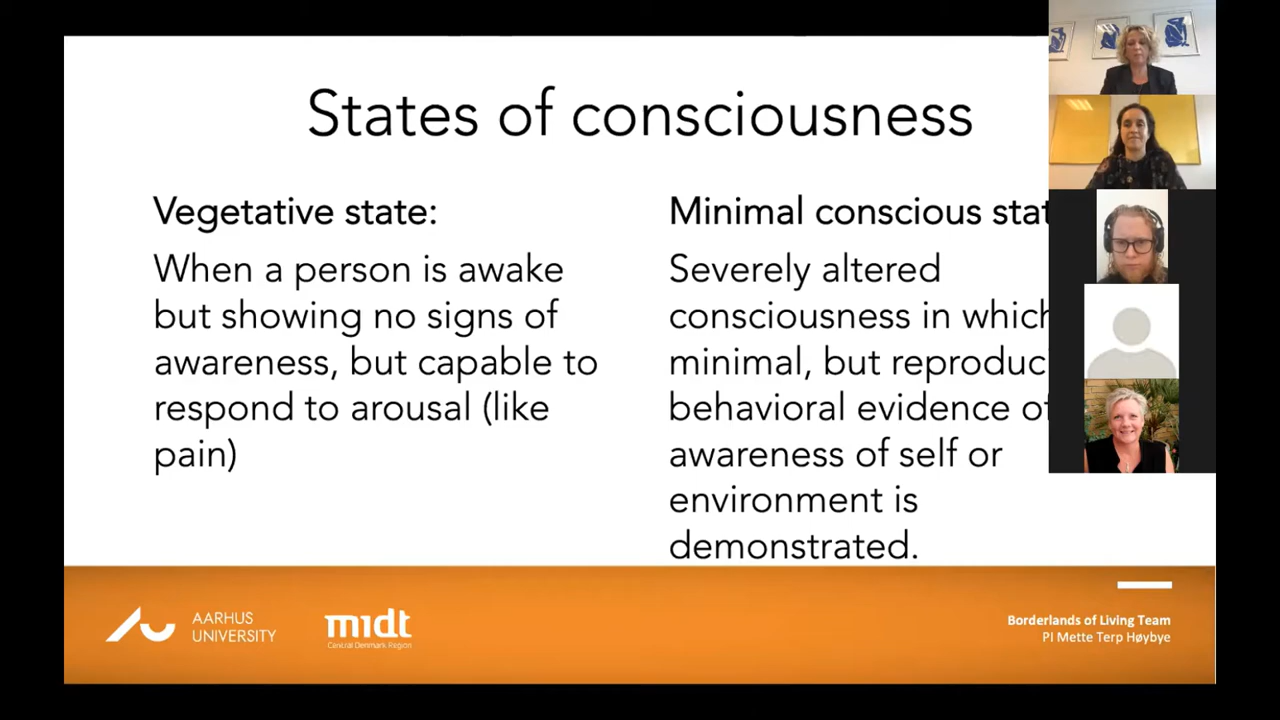 States of consciousness
Vegetative state:
When a person is awake
but showing no signs of
awareness, but capable to
respond to arousal (like
pain)
Minimal conscious
Severely altered
consciousness in which
minimal, but
behavioral evidence of
awareness of self or
environment is
demonstrated.
AARHUS
UNIVERSITY
midt
Central Denmark Region
Borderlands of Living Team
PI Mette Terp Høybye